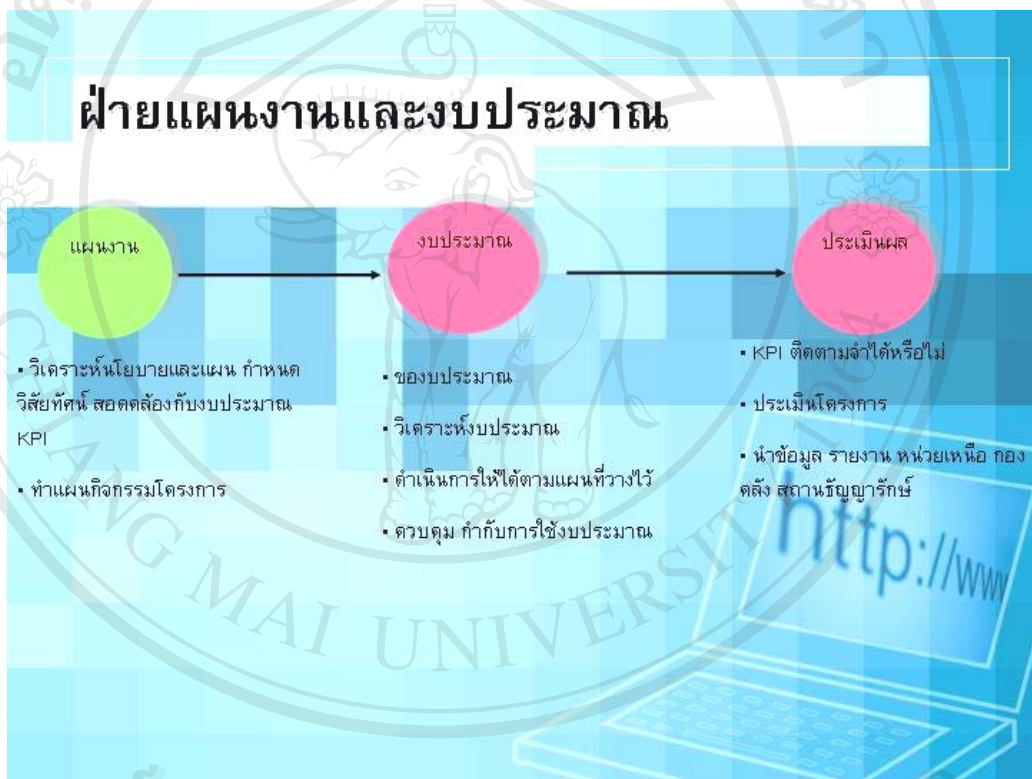 ฝ่ายแผนงานและงบประมาณ
แผนงาน
งบประมาณ
ประเมินผล
▪ วิเคราะห์นโยบายและแผน กำหนด
วิสัยทัศน์ สอดคล้องกับงบประมาณ
KPI
▪ ทำแผนกิจกรรมโครงการ
▪ ของบประมาณ
▪ วิเคราะห์งบประมาณ
▪ ดำเนินการให้ได้ตามแผนที่วางไว้
▪ ควบคุม กำกับการใช้งบประมาณ
▪ KPI ติดตามจำได้หรือไม่
▪ ประเมินโครงการ
▪ นำข้อมูล รายงาน หน่วยเหนือ กอง
คลัง สถานธัญญารักษ์
http://www
CHIANG MAI UNIVERSITY